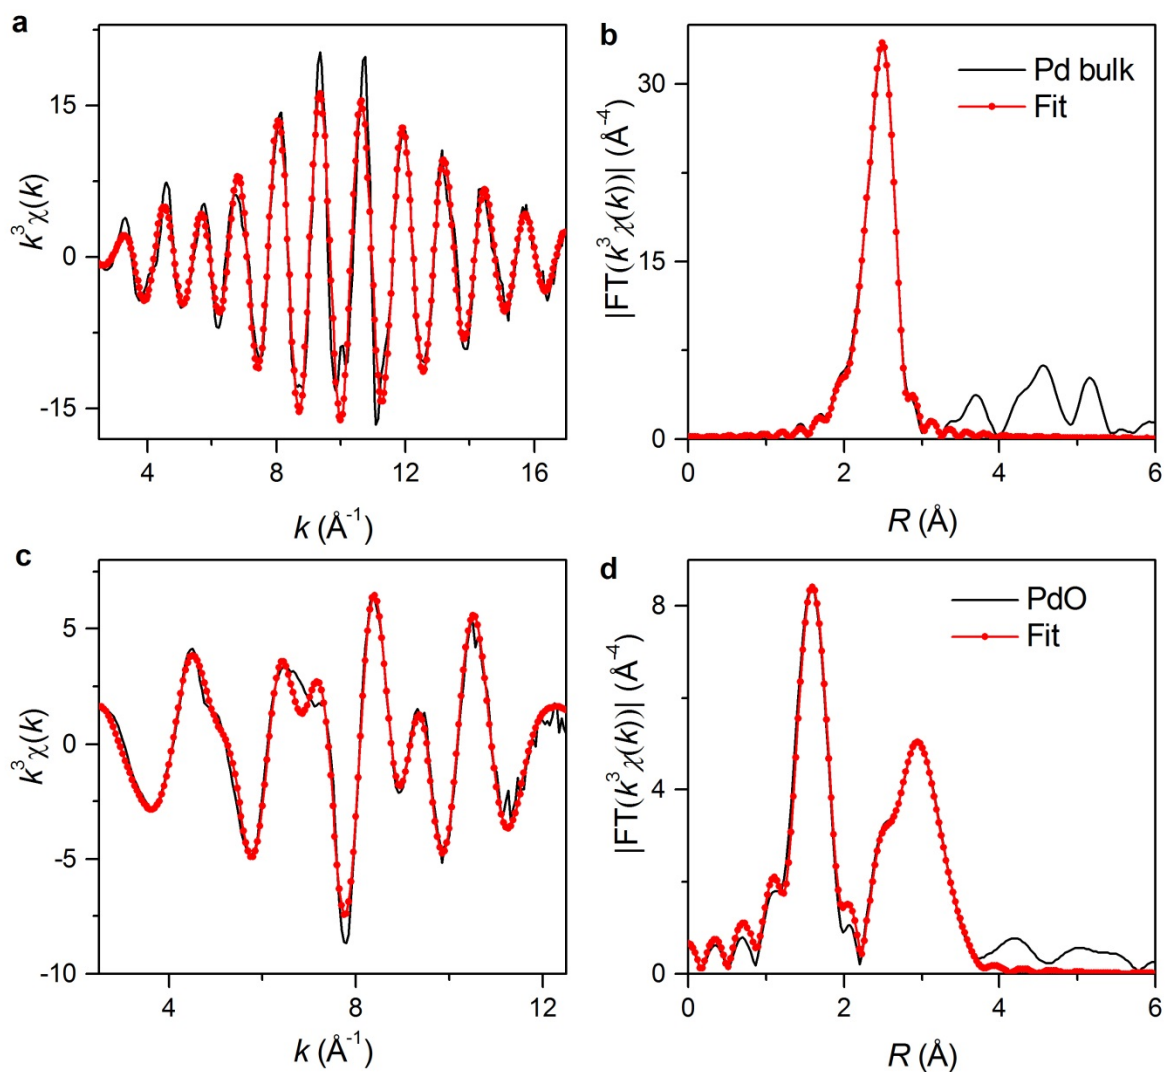 a
15
0
-15
k³χ(k)
4 8 12 16
k (Å⁻¹)
b
Pd bulk
Fit
30
15
0
|FT(k³χ(k))| (Å⁻⁴)
0 2 4 6
R (Å)
c
5
0
-5
-10
k³χ(k)
4 8 12
k (Å⁻¹)
d
PdO
Fit
8
4
0
|FT(k³χ(k))| (Å⁻⁴)
0 2 4 6
R (Å)